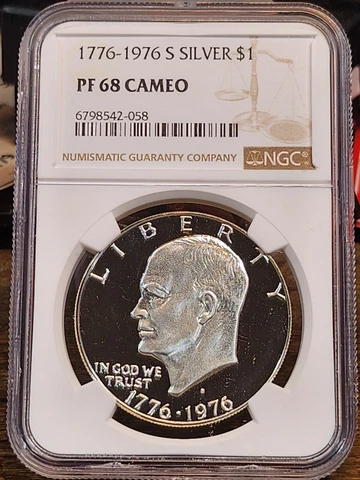 1776-1976 S SILVER $1
PF 68 CAMEO
6798542-058
NUMISMATIC GUARANTY COMPANY NGC
LIBERTY
IN GOD WE
TRUST
1776·1976